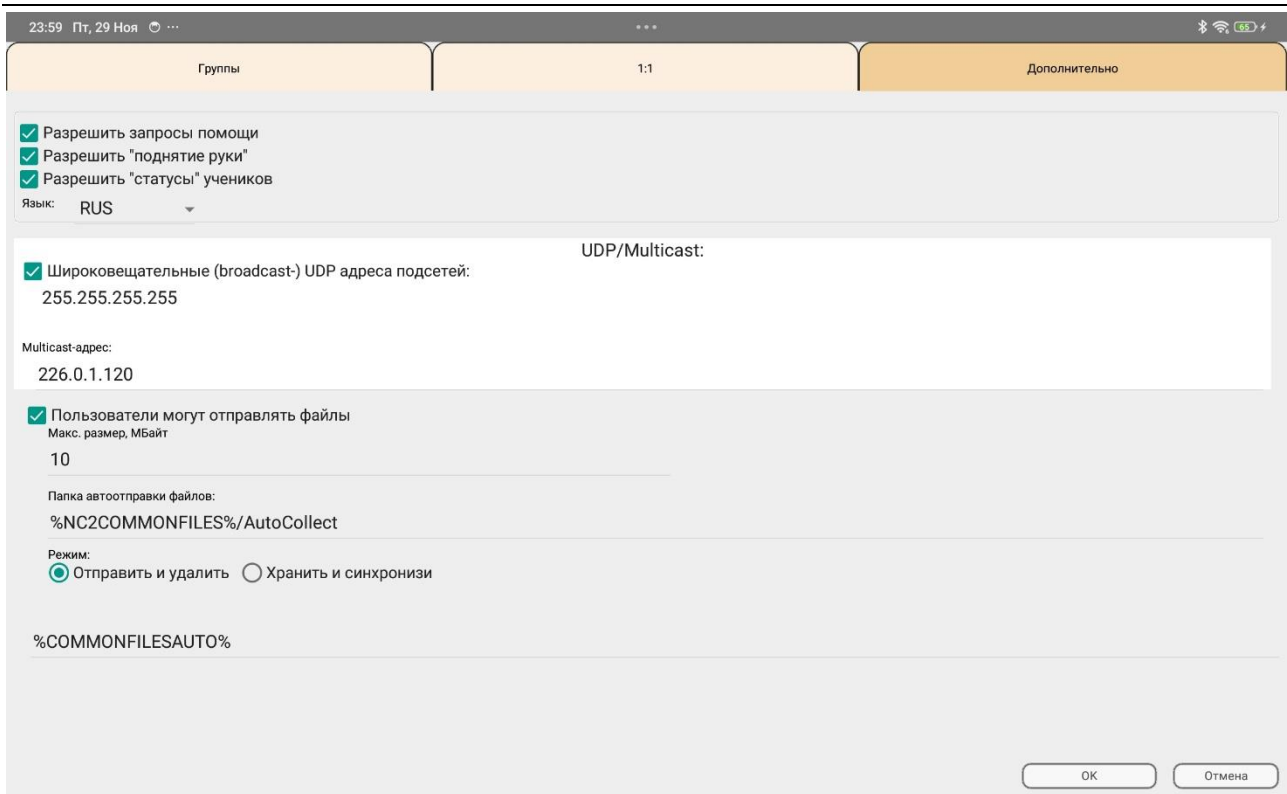 23:59 Пт, 29 Ноя
65
Группы
1:1
Дополнительно
Разрешить запросы помощи
Разрешить "поднятие руки"
Разрешить "статусы" учеников
Язык: RUS
UDP/Multicast:
Широковещательные (broadcast-) UDP адреса подсетей:
255.255.255.255
Multicast-адрес:
226.0.1.120
Пользователи могут отправлять файлы
Макс. размер, МБайт
10
Папка автоотправки файлов:
%NC2COMMONFILES%/AutoCollect
Режим:
Отправить и удалить Хранить и синхронизи
%COMMONFILESAUTO%
OK Отмена